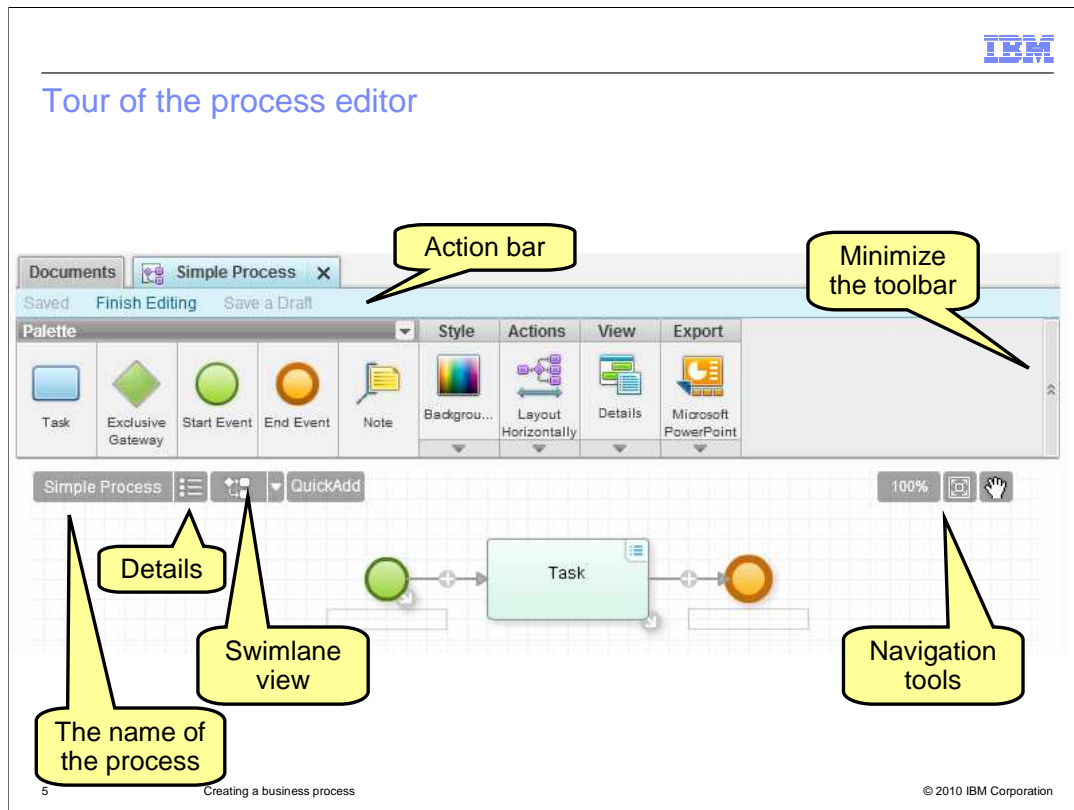 IBM
Tour of the process editor
Action bar
Minimize
the toolbar
Documents
Simple Process X
Saved Finish Editing Save a Draft
Palette Style Actions View Export
Task
Exclusive
Gateway
Start Event
End Event
Note
Backgrou...
Layout
Horizontally
Details
Microsoft
PowerPoint
Simple Process QuickAdd 100%
Task
Details
Swimlane
view
Navigation
tools
The name of
the process
5 Creating a business process © 2010 IBM Corporation